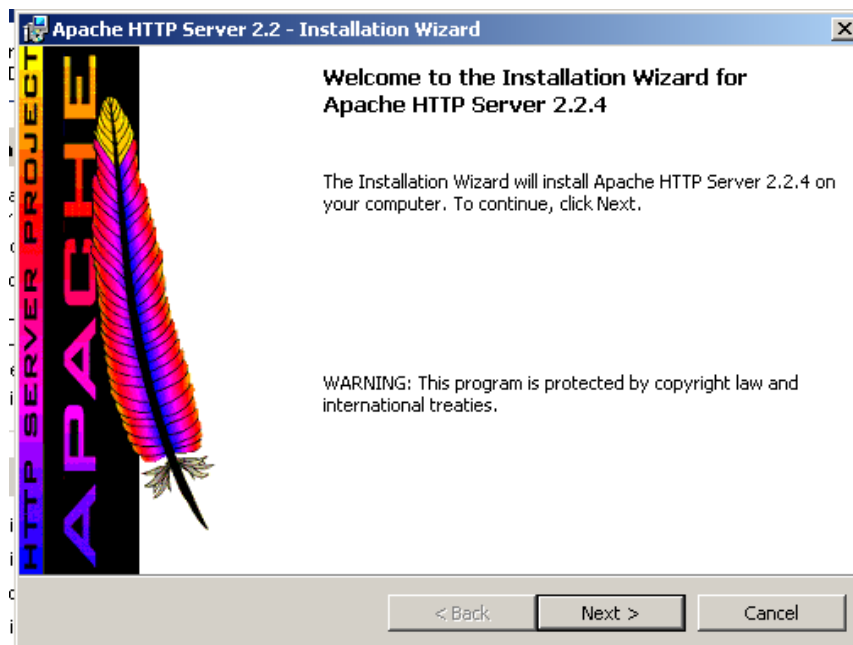 Apache HTTP Server 2.2 - Installation Wizard
HTTP SERVER PROJECT
APACHE
Welcome to the Installation Wizard for
Apache HTTP Server 2.2.4
The Installation Wizard will install Apache HTTP Server 2.2.4 on
your computer. To continue, click Next.
WARNING: This program is protected by copyright law and
international treaties.
< Back
Next >
Cancel